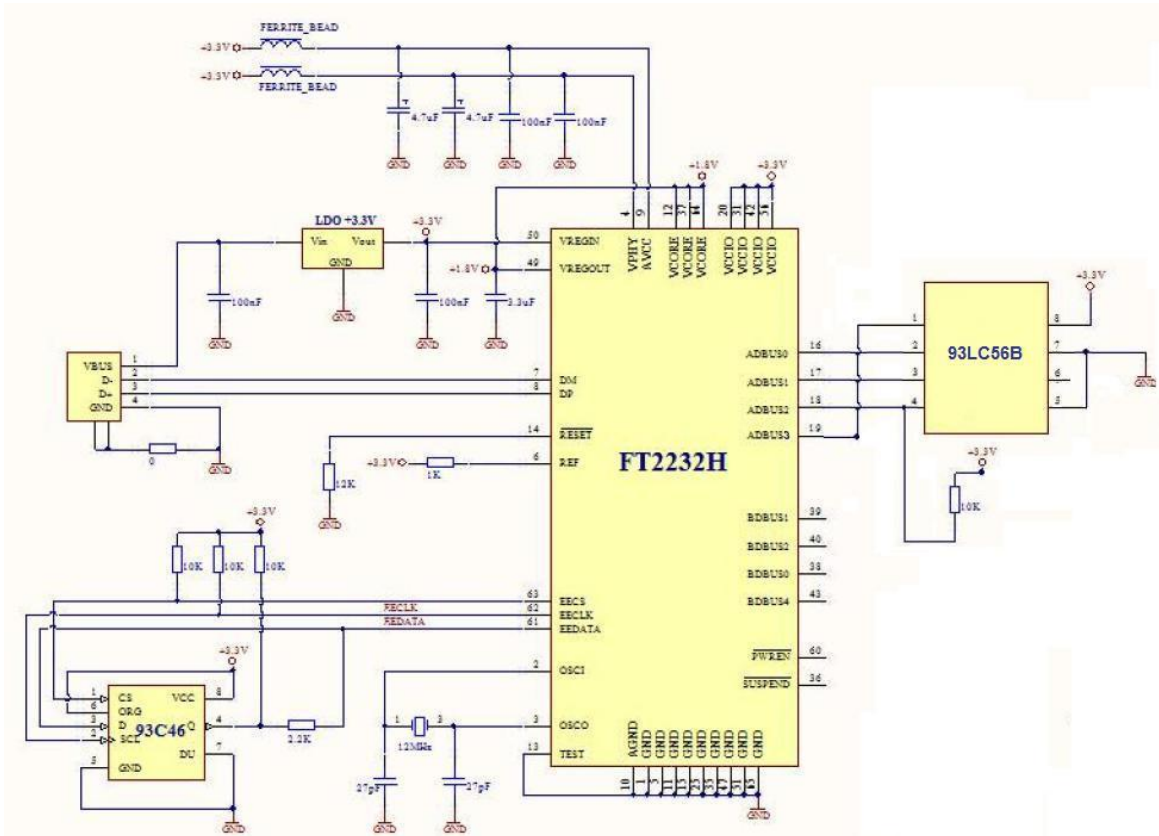 FERRITE_BEAD
+3.3V
+3.3V
FERRITE_BEAD
4.7uF 4.7uF 100nF 100nF
GND GND GND GND
+1.8V +3.3V
4 9 12 37 20 31 42
VPHY AVCC VCORE VCORE VCORE VCCIO VCCIO VCCIO VCCIO
LDO +3.3V
+3.3V
Vin Vout
GND
50 VREGIN
+1.8V 49 VREGOUT
100nF 100nF 3.3uF
GND GND GND GND
+3.3V
93LC56B
1 2 3 4
8 7 6 5
GND
VBUS 1
D- 2
D+ 3
GND 4
0
GND
7 DM
8 DP
14 RESET
+3.3V 1K 6 REF
12K
GND
FT2232H
ADBUS0 16
ADBUS1 17
ADBUS2 18
ADBUS3 19
+3.3V
10K
BDBUS1 39
BDBUS2 40
BDBUS0 38
BDBUS4 43
PWREN 60
SUSPEND 36
+3.3V
10K 10K 10K
63 EECS
EECLK 62 EECLK
EEDATA 61 EEDATA
2 OSCI
3 OSCO
13 TEST
+3.3V
1 CS VCC 8
6 ORG
3 D Q 4
2 SCL
93C46
DU 7
5 GND
2.2K
GND
1 3
12MHz
27pF 27pF
GND GND
AGND GND GND GND GND GND GND GND GND GND
10 1 5 11 15 25 35 47 51
GND